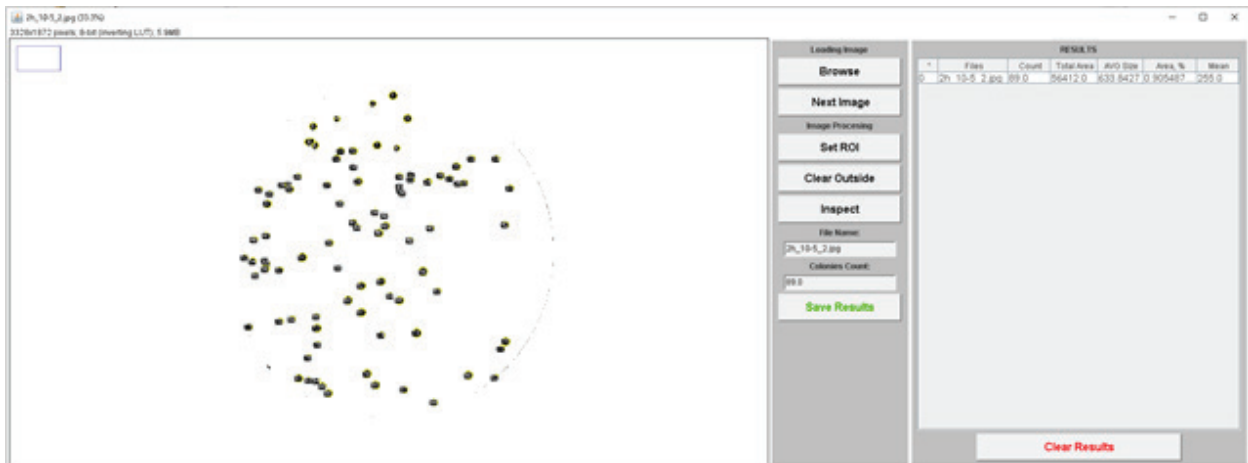 2h_10-5_2.jpg (33.3%)
3328x1872 pixels; 8-bit (inverting LUT); 5.9MB
Loading Image
Browse
Next Image
Image Processing
Set ROI
Clear Outside
Inspect
File Name:
2h_10-5_2.jpg
Colonies Count:
89.0
Save Results
RESULTS
* Files Count Total Area AVG Size Area, % Mean
0 2h_10-5_2.jpg 89.0 56412.0 633.8427 0.905487 255.0
Clear Results